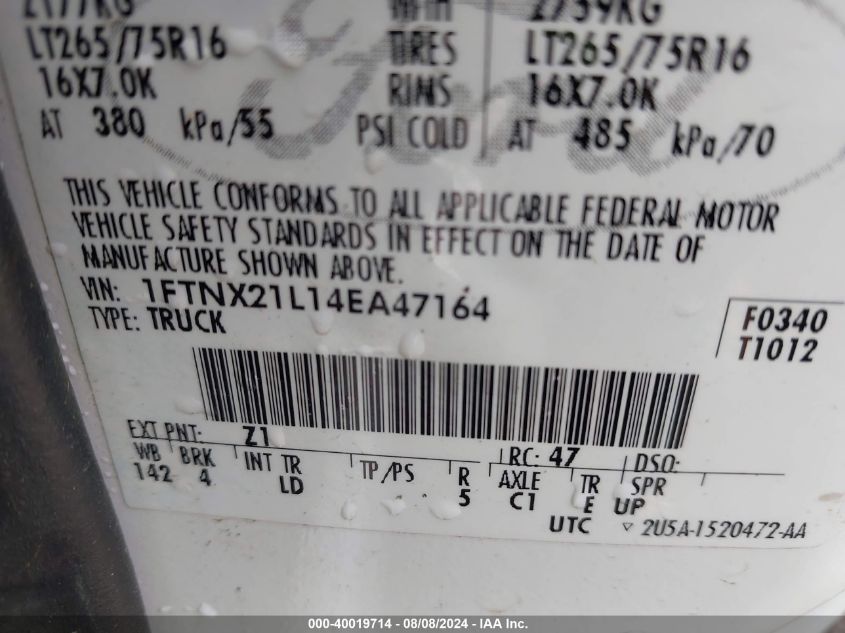 2177KG 2759KG
LT265/75R16 TIRES LT265/75R16
16X7.0K RIMS 16X7.0K
AT 380 kPa/55 PSI COLD AT 485 kPa/70
THIS VEHICLE CONFORMS TO ALL APPLICABLE FEDERAL MOTOR
VEHICLE SAFETY STANDARDS IN EFFECT ON THE DATE OF
MANUFACTURE SHOWN ABOVE.
VIN: 1FTNX21L14EA47164
TYPE: TRUCK
F0340
T1012
EXT PNT: Z1 RC: 47 DSO:
WB BRK INT TR TP/PS R AXLE TR SPR
142 4 LD 5 C1 E UP
UTC ▽ 2U5A-1520472-AA
000-40019714 - 08/08/2024 - IAA Inc.